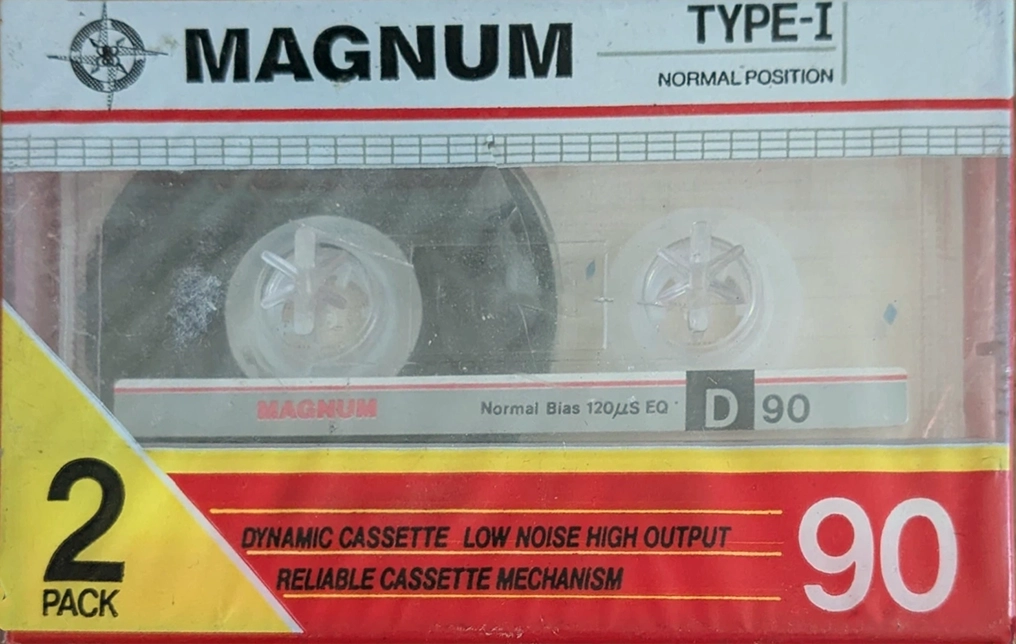 MAGNUM
TYPE-I
NORMAL POSITION
MAGNUM Normal Bias 120µS EQ D 90
2
PACK
DYNAMIC CASSETTE LOW NOISE HIGH OUTPUT
RELIABLE CASSETTE MECHANISM
90